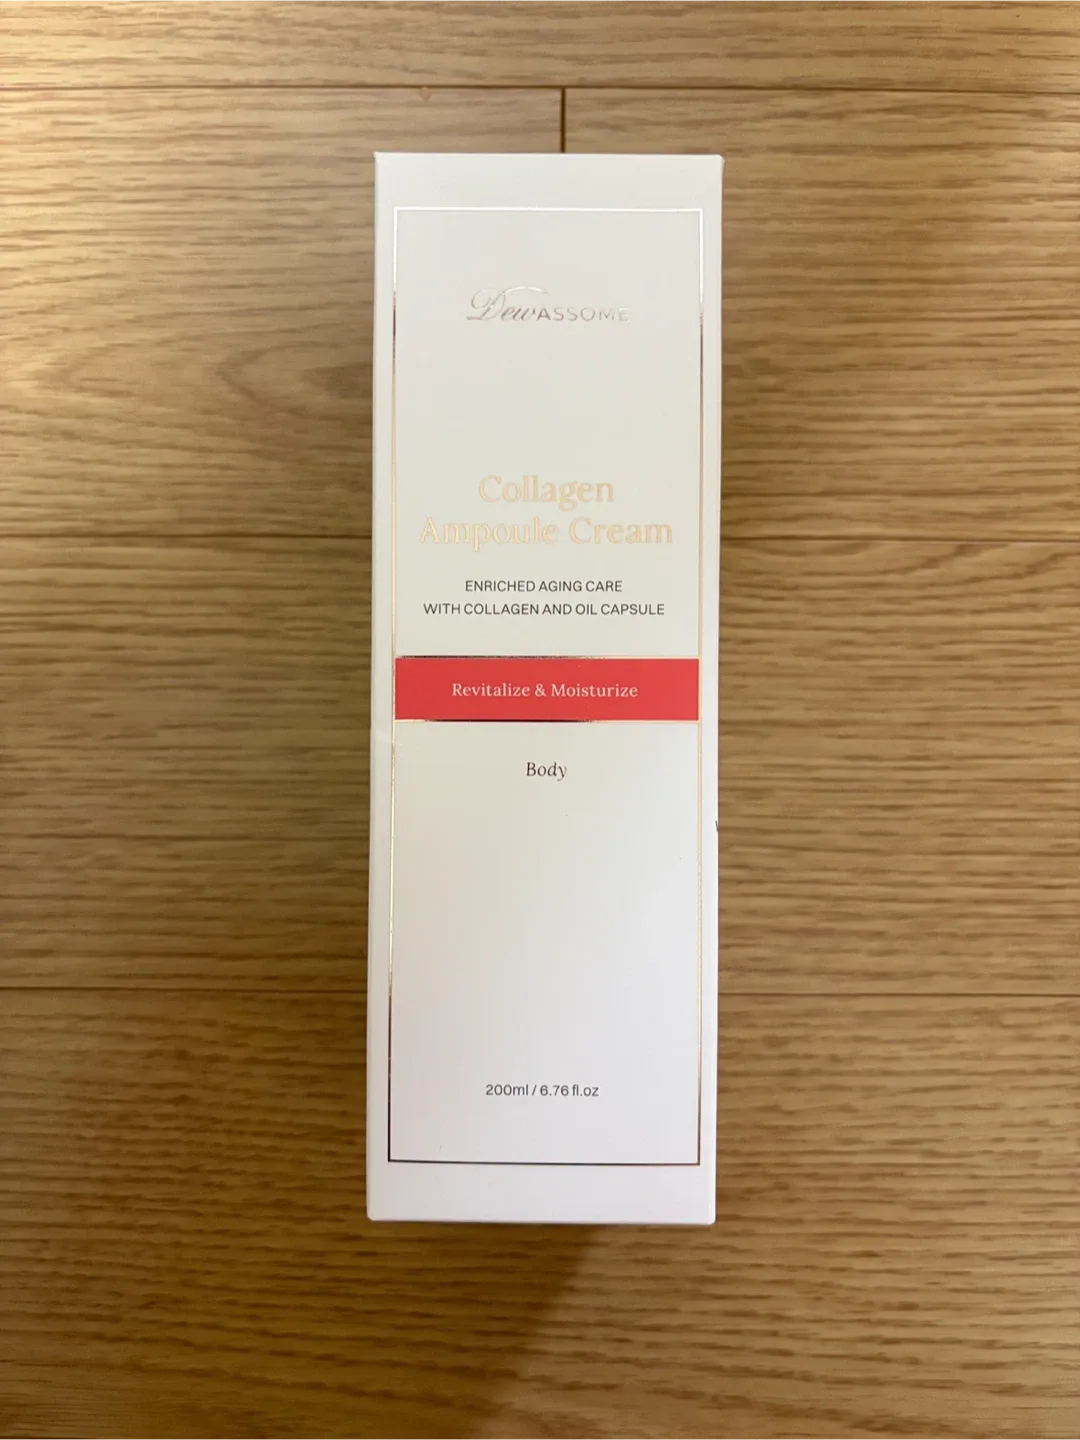 DewASSOME
Collagen
Ampoule Cream
ENRICHED AGING CARE
WITH COLLAGEN AND OIL CAPSULE
Revitalize & Moisturize
Body
200ml / 6.76 fl.oz